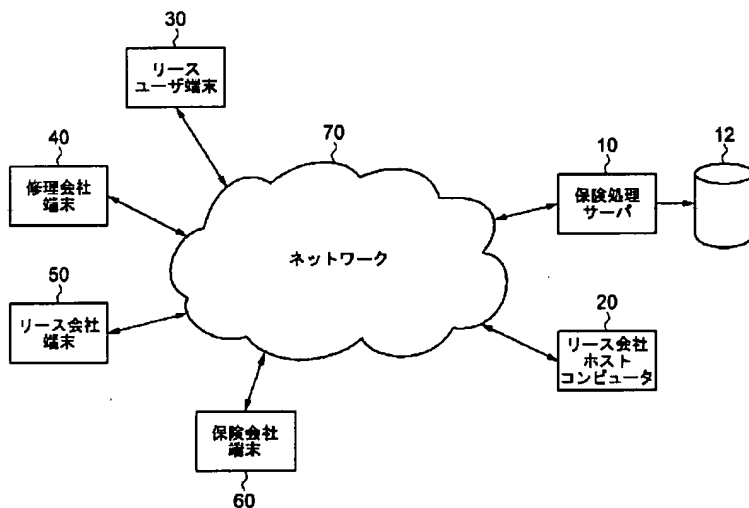 30
リース
ユーザ端末
40
修理会社
端末
70
10
12
保険処理
サーバ
ネットワーク
50
リース会社
端末
20
リース会社
ホスト
コンピュータ
保険会社
端末
60